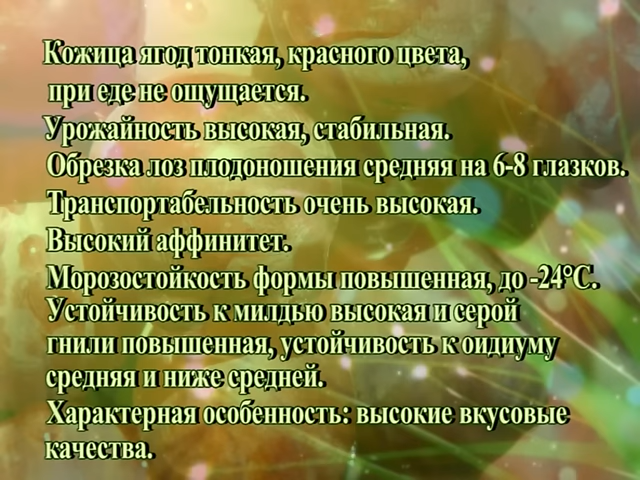 Кожица ягод тонкая, красного цвета,
при еде не ощущается.
Урожайность высокая, стабильная.
Обрезка лоз плодоношения средняя на 6-8 глазков.
Транспортабельность очень высокая.
Высокий аффинитет.
Морозостойкость формы повышенная, до -24°С.
Устойчивость к милдью высокая и серой
гнили повышенная, устойчивость к оидиуму
средняя и ниже средней.
Характерная особенность: высокие вкусовые
качества.